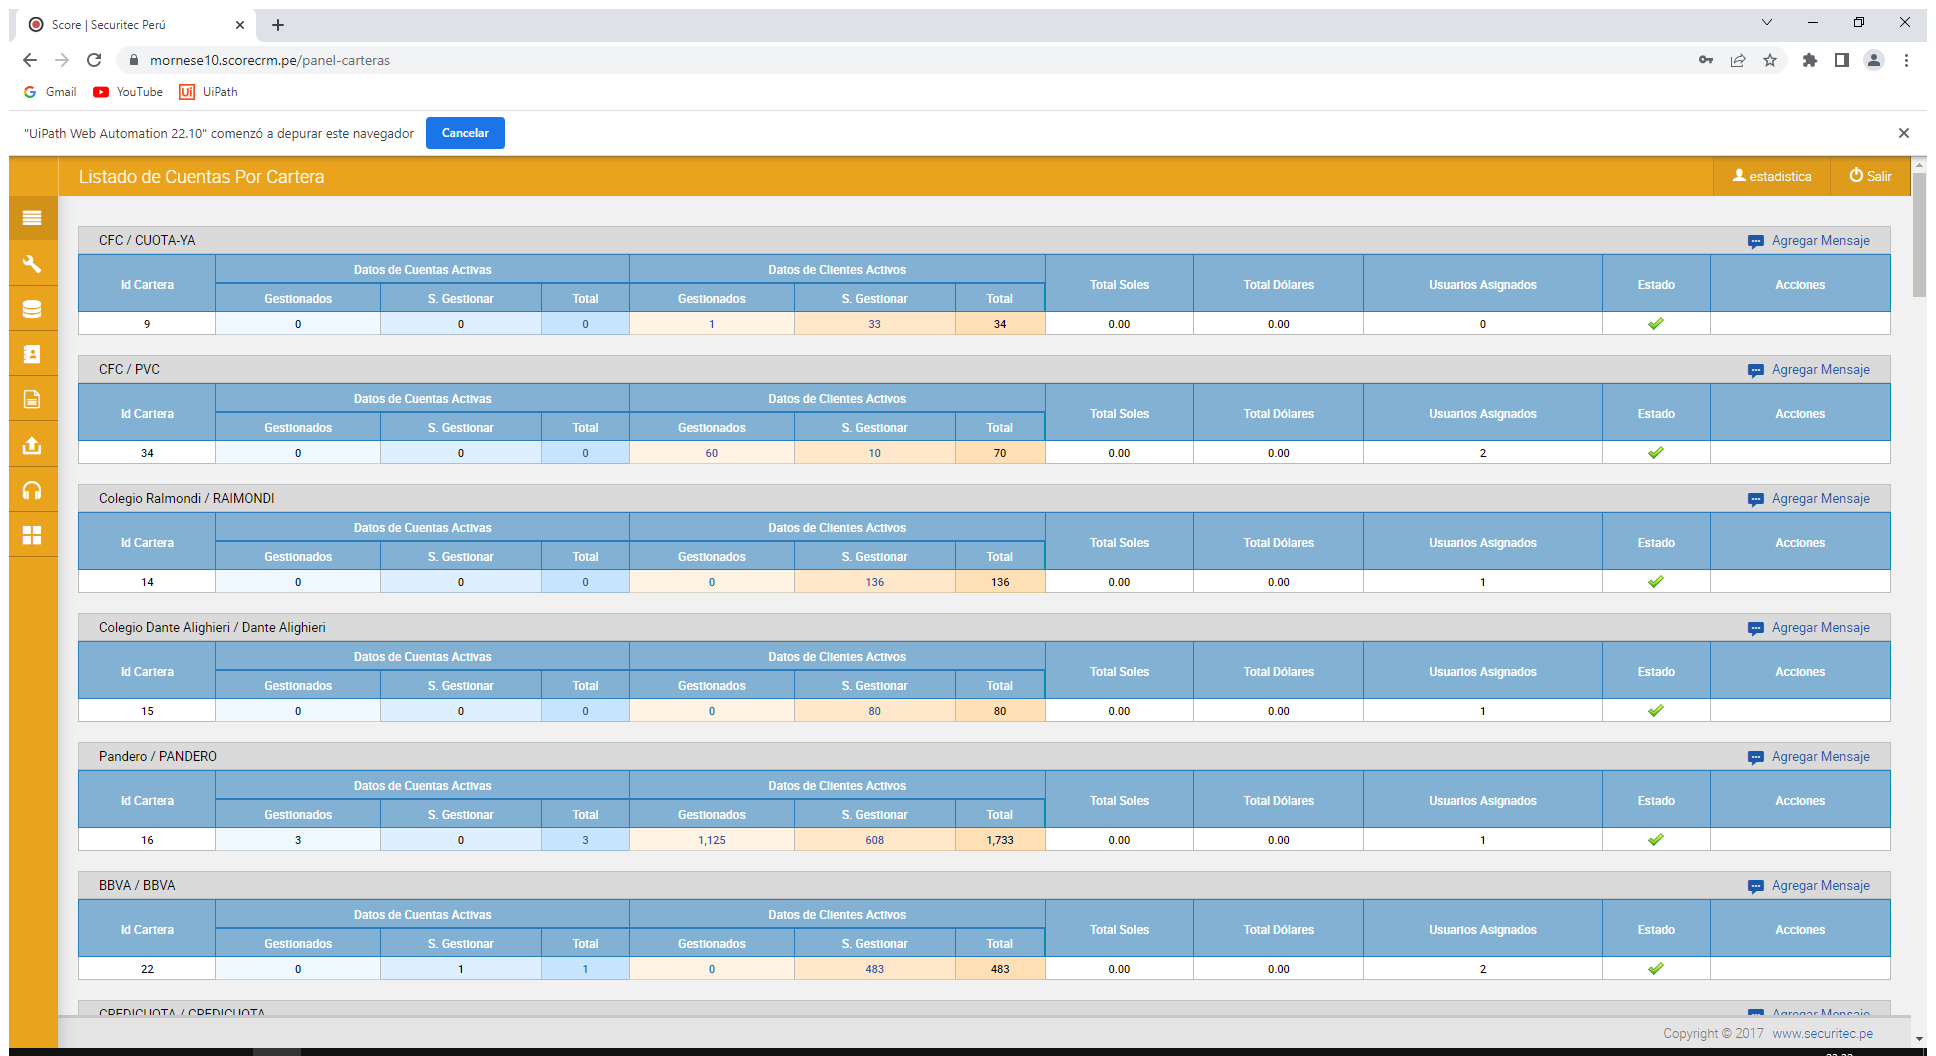 Score | Securitec Perú
mornese10.scorecrm.pe/panel-carteras
Gmail YouTube UiPath
"UiPath Web Automation 22.10" comenzó a depurar este navegador Cancelar
Listado de Cuentas Por Cartera estadistica Salir
CFC / CUOTA-YA Agregar Mensaje
Id Cartera Datos de Cuentas Activas Datos de Clientes Activos Total Soles Total Dólares Usuarios Asignados Estado Acciones
Gestionados S. Gestionar Total Gestionados S. Gestionar Total
9 0 0 0 1 33 34 0.00 0.00 0
CFC / PVC Agregar Mensaje
Id Cartera Datos de Cuentas Activas Datos de Clientes Activos Total Soles Total Dólares Usuarios Asignados Estado Acciones
Gestionados S. Gestionar Total Gestionados S. Gestionar Total
34 0 0 0 60 10 70 0.00 0.00 2
Colegio Raimondi / RAIMONDI Agregar Mensaje
Id Cartera Datos de Cuentas Activas Datos de Clientes Activos Total Soles Total Dólares Usuarios Asignados Estado Acciones
Gestionados S. Gestionar Total Gestionados S. Gestionar Total
14 0 0 0 0 136 136 0.00 0.00 1
Colegio Dante Alighieri / Dante Alighieri Agregar Mensaje
Id Cartera Datos de Cuentas Activas Datos de Clientes Activos Total Soles Total Dólares Usuarios Asignados Estado Acciones
Gestionados S. Gestionar Total Gestionados S. Gestionar Total
15 0 0 0 0 80 80 0.00 0.00 1
Pandero / PANDERO Agregar Mensaje
Id Cartera Datos de Cuentas Activas Datos de Clientes Activos Total Soles Total Dólares Usuarios Asignados Estado Acciones
Gestionados S. Gestionar Total Gestionados S. Gestionar Total
16 3 0 3 1,125 608 1,733 0.00 0.00 1
BBVA / BBVA Agregar Mensaje
Id Cartera Datos de Cuentas Activas Datos de Clientes Activos Total Soles Total Dólares Usuarios Asignados Estado Acciones
Gestionados S. Gestionar Total Gestionados S. Gestionar Total
22 0 1 1 0 483 483 0.00 0.00 2
CREDICUOTA / CREDICUOTA Agregar Mensaje
Copyright © 2017 www.securitec.pe